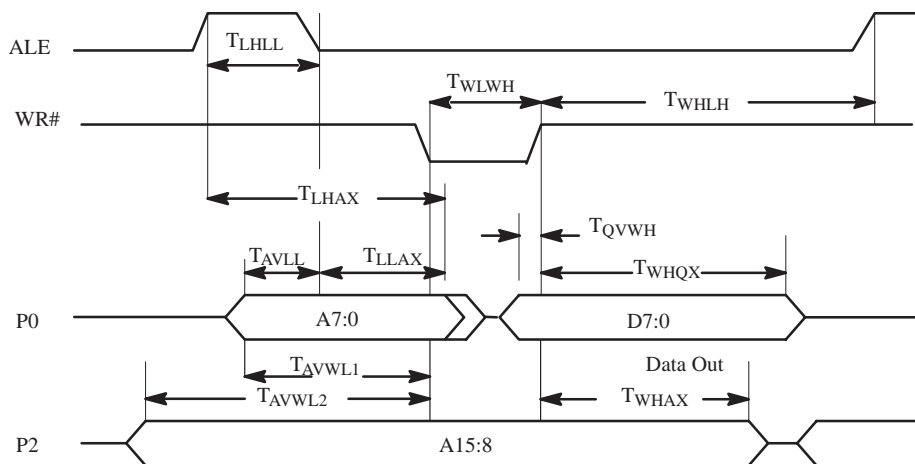 ALE
TLHLL
TWLWH
TWHLH
WR#
TLHAX
TQVWH
TAVLL
TLLAX
TWHQX
P0
A7:0
D7:0
TAVWL1
Data Out
TAVWL2
TWHAX
P2
A15:8